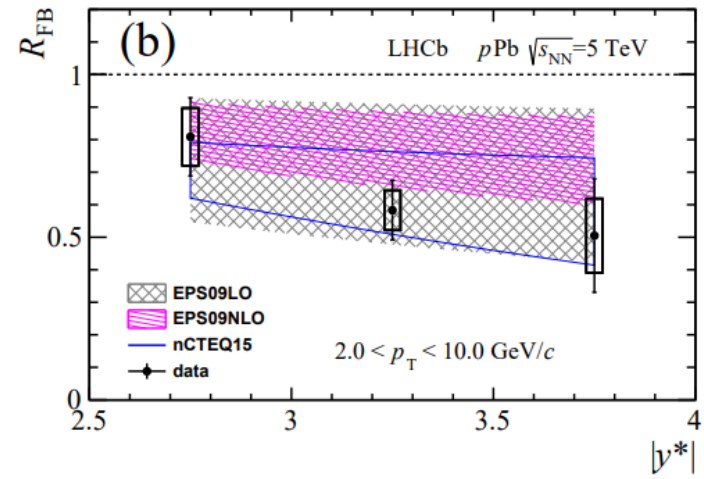 R_FB
(b)
LHCb pPb √s_NN=5 TeV
1
0.5
0
EPS09LO
EPS09NLO
nCTEQ15
data
2.0 < p_T < 10.0 GeV/c
2.5 3 3.5 4
|y*|